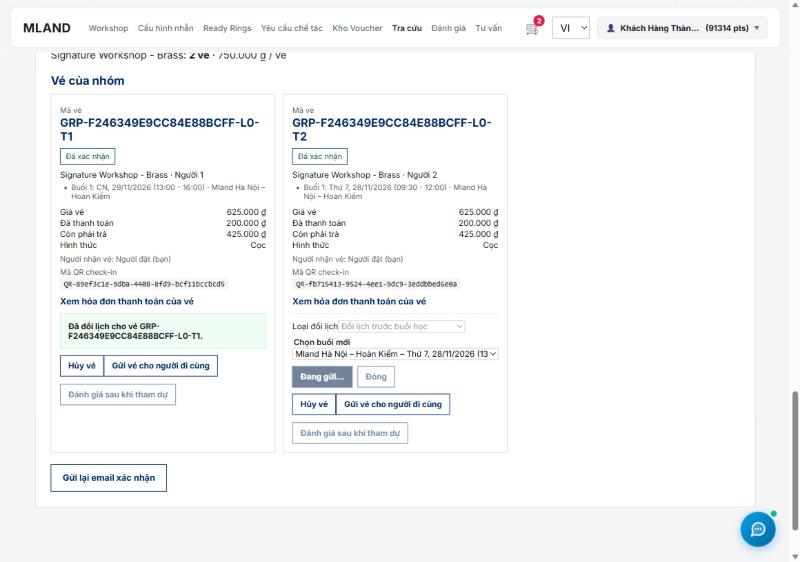 MLAND
Workshop Cấu hình nhẫn Ready Rings Yêu cầu chế tác Kho Voucher Tra cứu Đánh giá Tư vấn
2
VI
Khách Hàng Thân... (91314 pts)
Signature Workshop - Brass: 2 vé · 750.000 ₫ / vé
Vé của nhóm
Mã vé
GRP-F246349E9CC84E88BCFF-L0-
T1
Đã xác nhận
Signature Workshop - Brass · Người 1
• Buổi 1: CN, 29/11/2026 (13:00 - 16:00) · Mland Hà Nội –
Hoàn Kiếm
Giá vé 625.000 ₫
Đã thanh toán 200.000 ₫
Còn phải trả 425.000 ₫
Hình thức Cọc
Người nhận vé: Người đặt (bạn)
Mã QR check-in
QR-89ef3c1e-9dba-4408-8fd9-bcf11bccbcd5
Xem hóa đơn thanh toán của vé
Đã đổi lịch cho vé GRP-
F246349E9CC84E88BCFF-L0-T1.
Hủy vé
Gửi vé cho người đi cùng
Đánh giá sau khi tham dự
Mã vé
GRP-F246349E9CC84E88BCFF-L0-
T2
Đã xác nhận
Signature Workshop - Brass · Người 2
• Buổi 1: Thứ 7, 28/11/2026 (09:30 - 12:00) · Mland Hà
Nội – Hoàn Kiếm
Giá vé 625.000 ₫
Đã thanh toán 200.000 ₫
Còn phải trả 425.000 ₫
Hình thức Cọc
Người nhận vé: Người đặt (bạn)
Mã QR check-in
QR-fb715413-9524-4ee1-9dc9-3eddbbed6e0a
Xem hóa đơn thanh toán của vé
Loại đổi lịch Đổi lịch trước buổi học
Chọn buổi mới
Mland Hà Nội – Hoàn Kiếm – Thứ 7, 28/11/2026 (13
Đang gửi...
Đóng
Hủy vé
Gửi vé cho người đi cùng
Đánh giá sau khi tham dự
Gửi lại email xác nhận